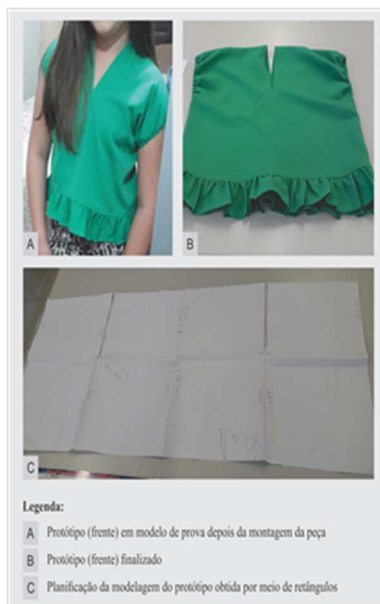 A
B
C
Legenda:
A Protótipo (frente) em modelo de prova depois da montagem da peça
B Protótipo (frente) finalizado
C Planificação da modelagem do protótipo obtida por meio de retângulos